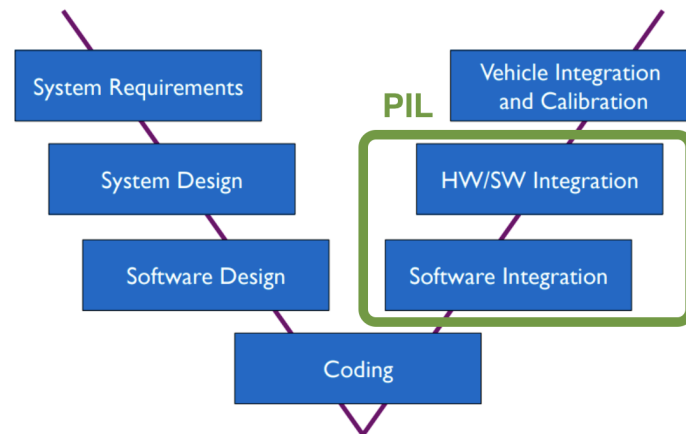 System Requirements
Vehicle Integration
and Calibration
PIL
System Design
HW/SW Integration
Software Design
Software Integration
Coding